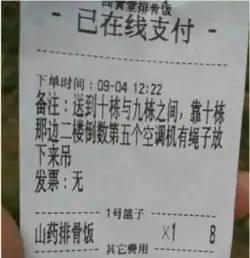 排骨饭
- 已在线支付 -
下单时间：09-04 12:22
备注：送到十栋与九栋之间，靠十栋
那边二楼倒数第五个空调机有绳子放
下来吊
发票：无
1号篮子
山药排骨饭 ×1 8
其它费用